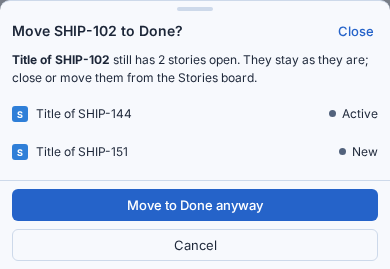 Move SHIP-102 to Done?
Close
Title of SHIP-102 still has 2 stories open. They stay as they are;
close or move them from the Stories board.
S Title of SHIP-144 Active
S Title of SHIP-151 New
Move to Done anyway
Cancel